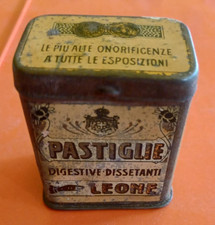 LE PIÙ ALTE ONORIFICENZE
A TUTTE LE ESPOSIZIONI
PASTIGLIE
DIGESTIVE·DISSETANTI
LEONE